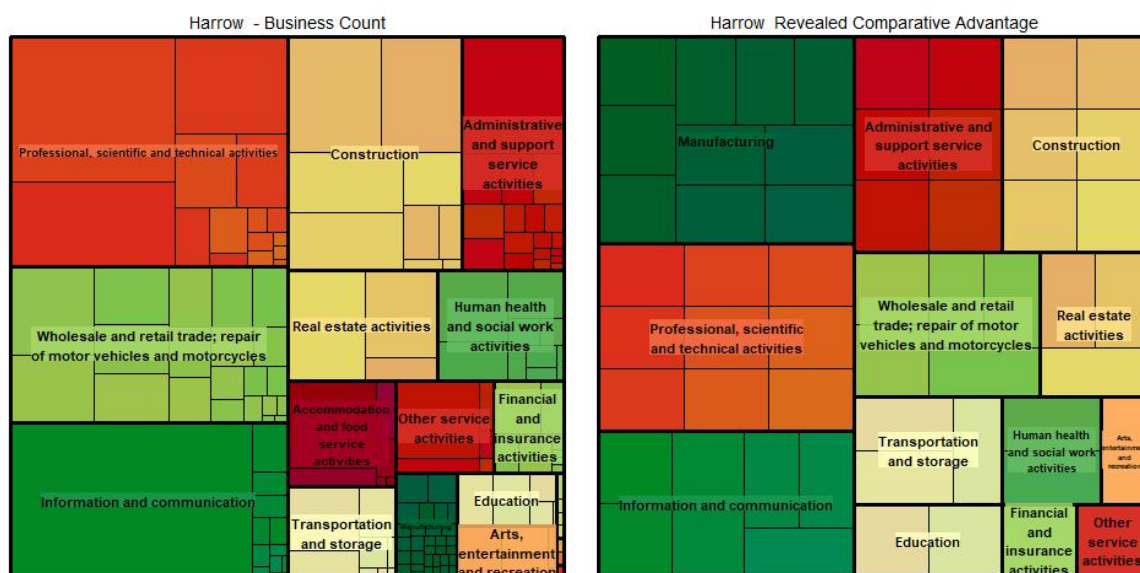 Harrow - Business Count
Professional, scientific and technical activities
Construction
Administrative
and support
service
activities
Wholesale and retail trade; repair
of motor vehicles and motorcycles
Real estate activities
Human health
and social work
activities
Accommodation
and food
service
activities
Other service
activities
Financial
and
insurance
activities
Information and communication
Transportation
and storage
Manufacturing
Education
Arts,
entertainment
and recreation
Harrow Revealed Comparative Advantage
Manufacturing
Administrative and
support service
activities
Construction
Professional, scientific
and technical activities
Wholesale and retail
trade; repair of motor
vehicles and motorcycles
Real estate
activities
Information and communication
Transportation
and storage
Human health
and social work
activities
Arts,
entertainment
and
recreation
Education
Financial
and
insurance
activities
Other
service
activities